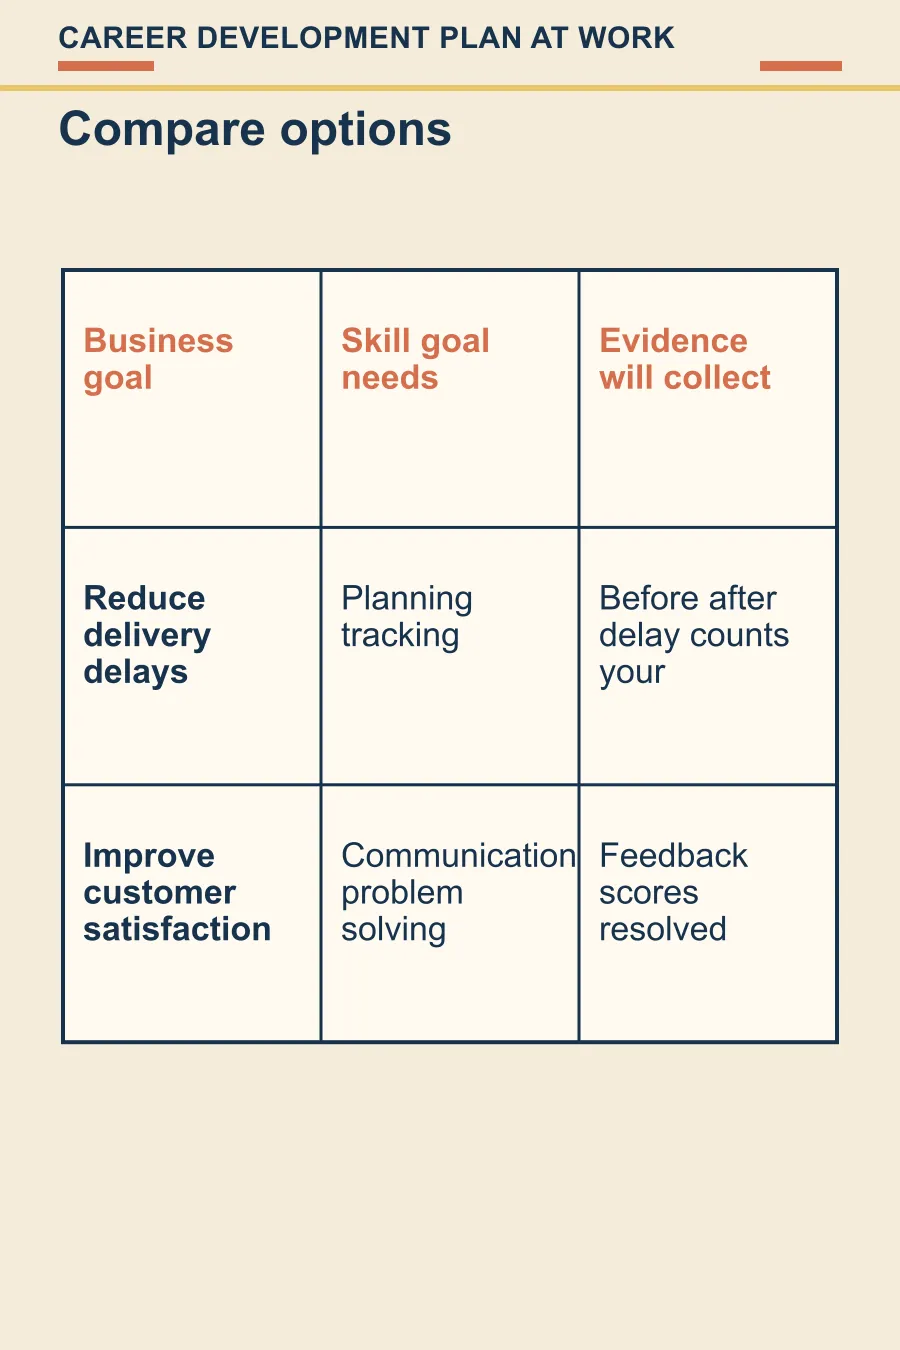 CAREER DEVELOPMENT PLAN AT WORK
Compare options
Business
goal
Skill goal
needs
Evidence
will collect
Reduce
delivery
delays
Planning
tracking
Before after
delay counts
your
Improve
customer
satisfaction
Communication
problem
solving
Feedback
scores
resolved